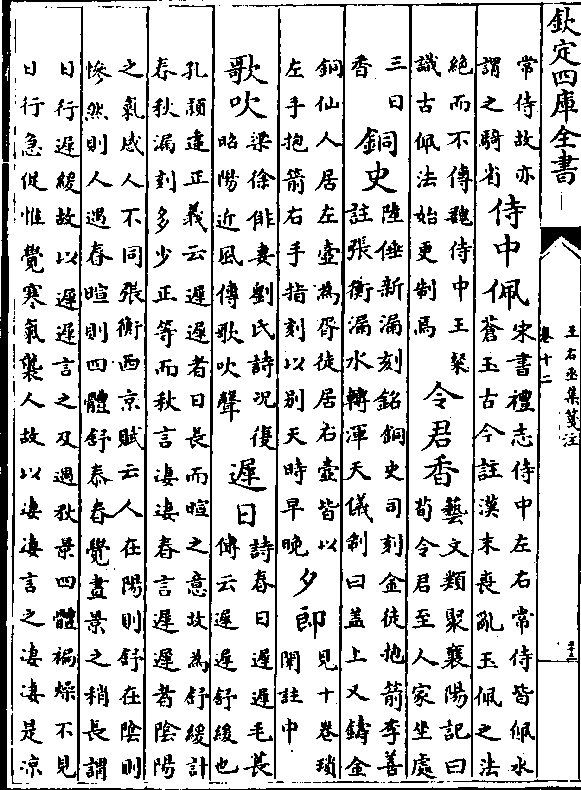 欽定四庫全書
王右丞集箋注
卷十二
常侍故亦
謂之騎省
侍中佩
宋書禮志侍中左右常侍皆佩水
蒼玉古今註漢末喪亂玉佩之法
絕而不傳魏侍中王粲
識古佩法始更制焉
令君香
藝文類聚襄陽記曰
荀令君至人家坐處
三日
香
銅史
陸倕新漏刻銘銅史司刻金徒抱箭李善
註張衡漏水轉渾天儀制曰蓋上又鑄金
銅仙人居左壺為胥徒居右壺皆以
左手抱箭右手指刻以別天時早晚
夕郎
見十卷瑣
闈註中
歌吹
梁徐悱妻劉氏詩况復
昭陽近風傳歌吹聲
遲日
詩春日遲遲毛萇
傳云遲遲舒緩也
孔穎達正義云遲遲者日長而暄之意故為舒緩計
春秋漏刻多少正等而秋言凄凄春言遲遲者陰陽
之氣感人不同張衡西京賦云人在陽則舒在陰則
慘然則人遇春暄則四體舒泰春覺晝景之稍長謂
日行遲緩故以遲遲言之及遇秋景四體褊燥不見
日行急促惟覺寒氣襲人故以凄凄言之凄凄是涼